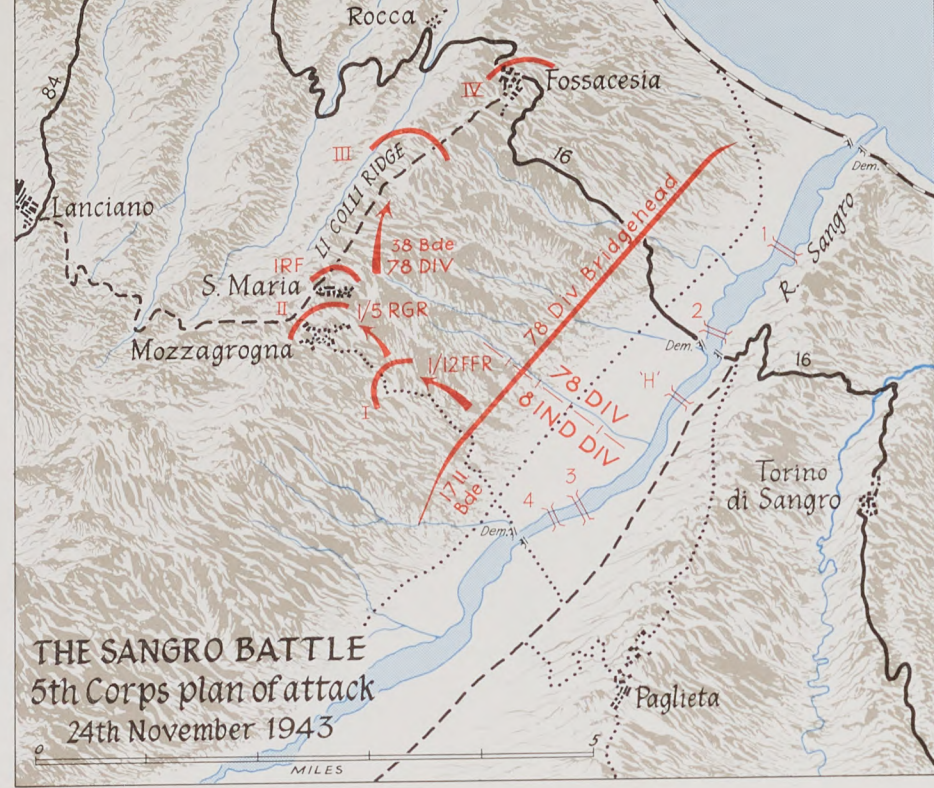 Rocca
84
IV
Fossacesia
III
LI COLLI RIDGE
16
Dem.
Lanciano
R. Sangro
38 Bde
78 DIV
1
IRF
S. Maria
II
1/5 RGR
78 Div. Bridgehead
2
Dem.
Mozzagrogna
1/12 FFR
'H'
16
78 DIV
8 IND DIV
I
17 II
Bde
3
4
Torino
di Sangro
Dem.
THE SANGRO BATTLE
5th Corps plan of attack
24th November 1943
Paglieta
0
5
MILES